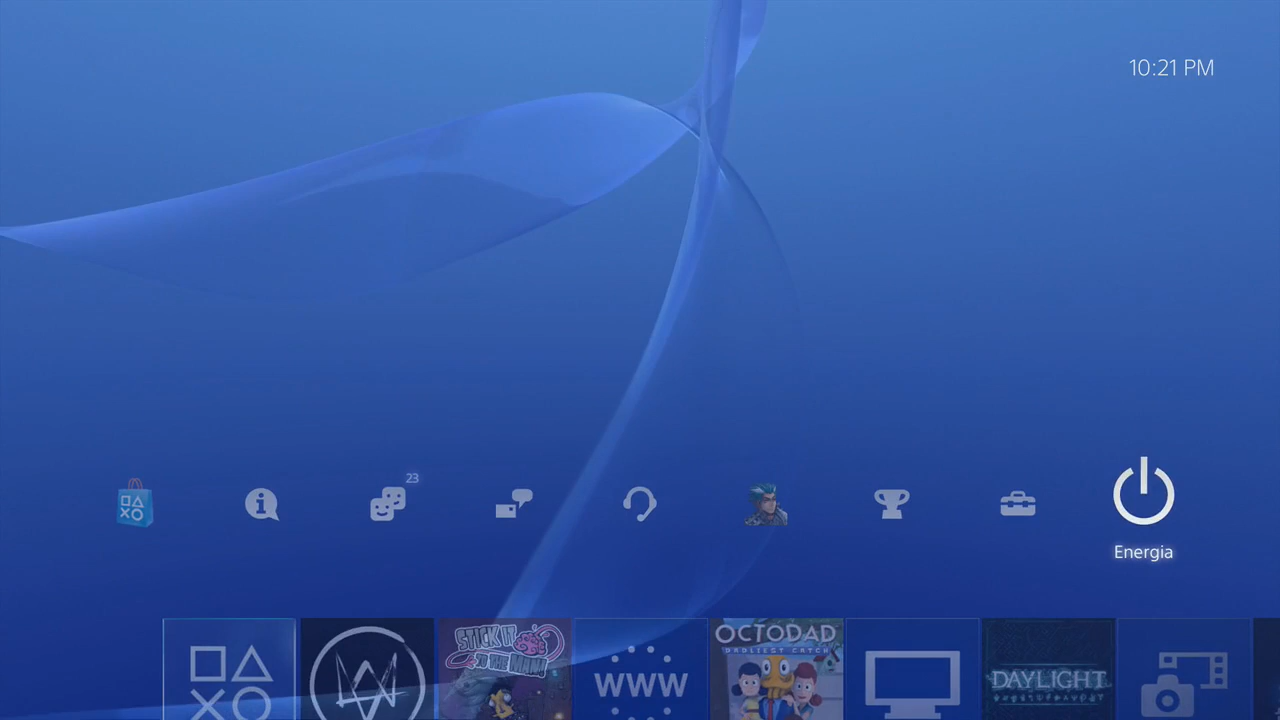 10:21 PM
23
Energía
STICK IT
TO THE MAN!
WWW
OCTODAD
DADLIEST CATCH
DAYLIGHT